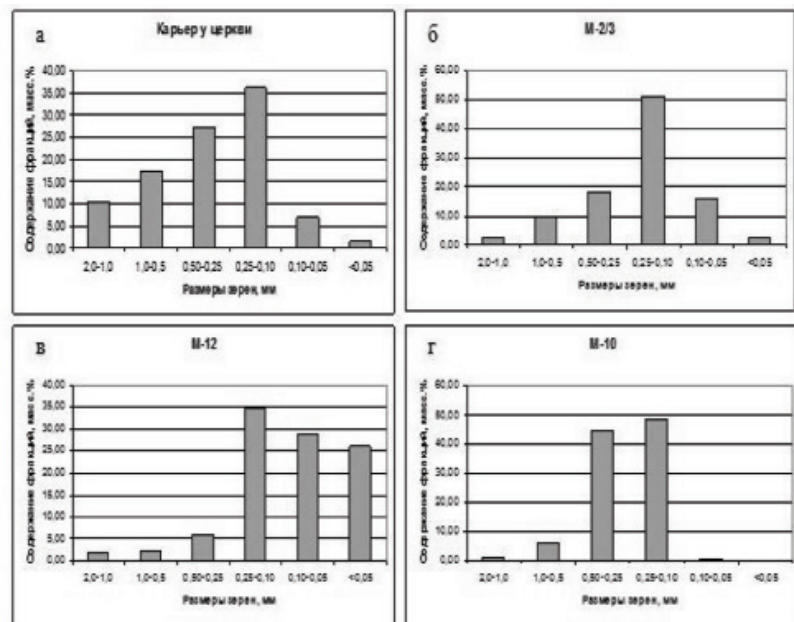 а
Карьер у церкви
Содержание фракций, масс.%
40,00
35,00
30,00
25,00
20,00
15,00
10,00
5,00
0,00
2,0-1,0 1,0-0,5 0,50-0,25 0,25-0,10 0,10-0,05 <0,05
Размеры зерен, мм
б
М-2/3
Содержание фракций, масс.%
60,00
50,00
40,00
30,00
20,00
10,00
0,00
2,0-1,0 1,0-0,5 0,50-0,25 0,25-0,10 0,10-0,05 <0,05
Размеры зерен, мм
в
М-12
Содержание фракций, масс.%
40,00
35,00
30,00
25,00
20,00
15,00
10,00
5,00
0,00
2,0-1,0 1,0-0,5 0,50-0,25 0,25-0,10 0,10-0,05 <0,05
Размеры зерен, мм
г
М-10
Содержание фракций, масс.%
60,00
50,00
40,00
30,00
20,00
10,00
0,00
2,0-1,0 1,0-0,5 0,50-0,25 0,25-0,10 0,10-0,05 <0,05
Размеры зерен, мм